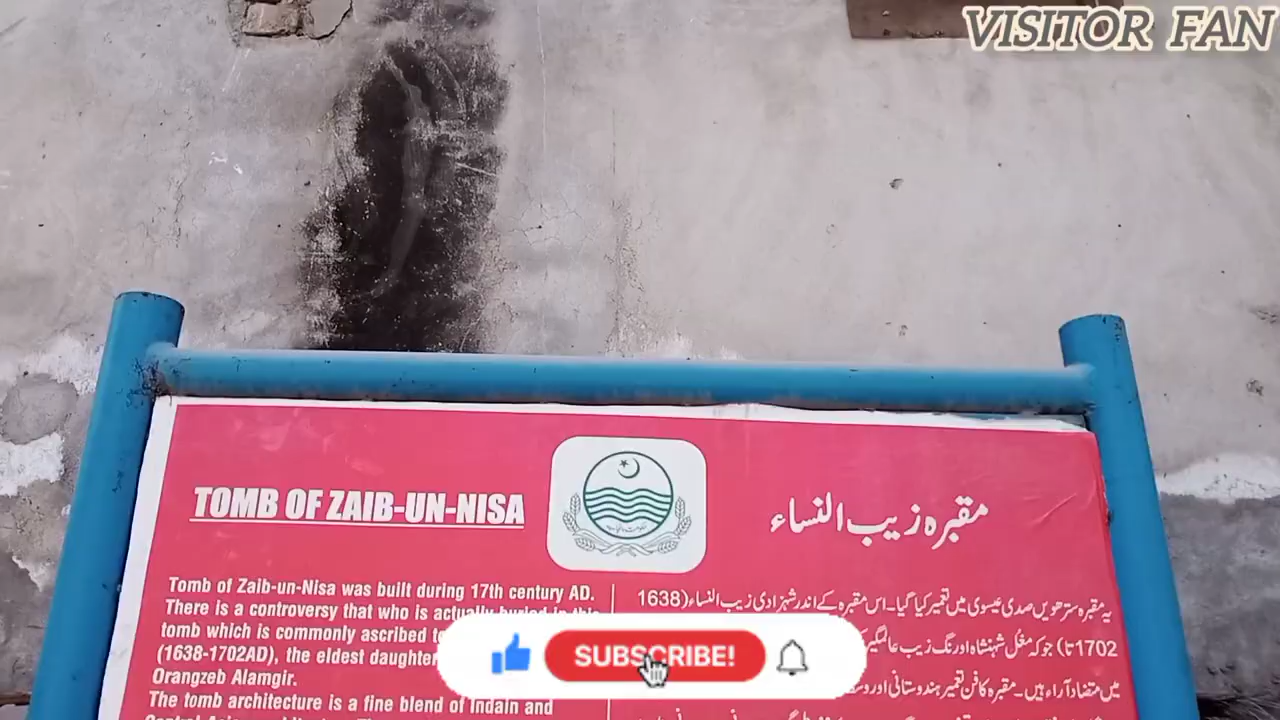 VISITOR FAN
TOMB OF ZAIB-UN-NISA
مقبرہ زیب النساء
Tomb of Zaib-un-Nisa was built during 17th century AD.
There is a controversy that who is actually buried in this
tomb which is commonly ascribed
(1638-1702AD), the eldest daughter
Orangzeb Alamgir.
The tomb architecture is a fine blend of Indain and
یہ مقبرہ سترھویں صدی عیسوی میں تعمیر کیا گیا۔ اس مقبرہ کے اندر شہزادی زیب النساء (1638
1702تا) جو کہ مغل شہنشاہ اورنگ زیب عالمگیر
میں متضاد آراء ہیں۔ مقبرہ کا فن تعمیر ہندوستانی اور
SUBSCRIBE!